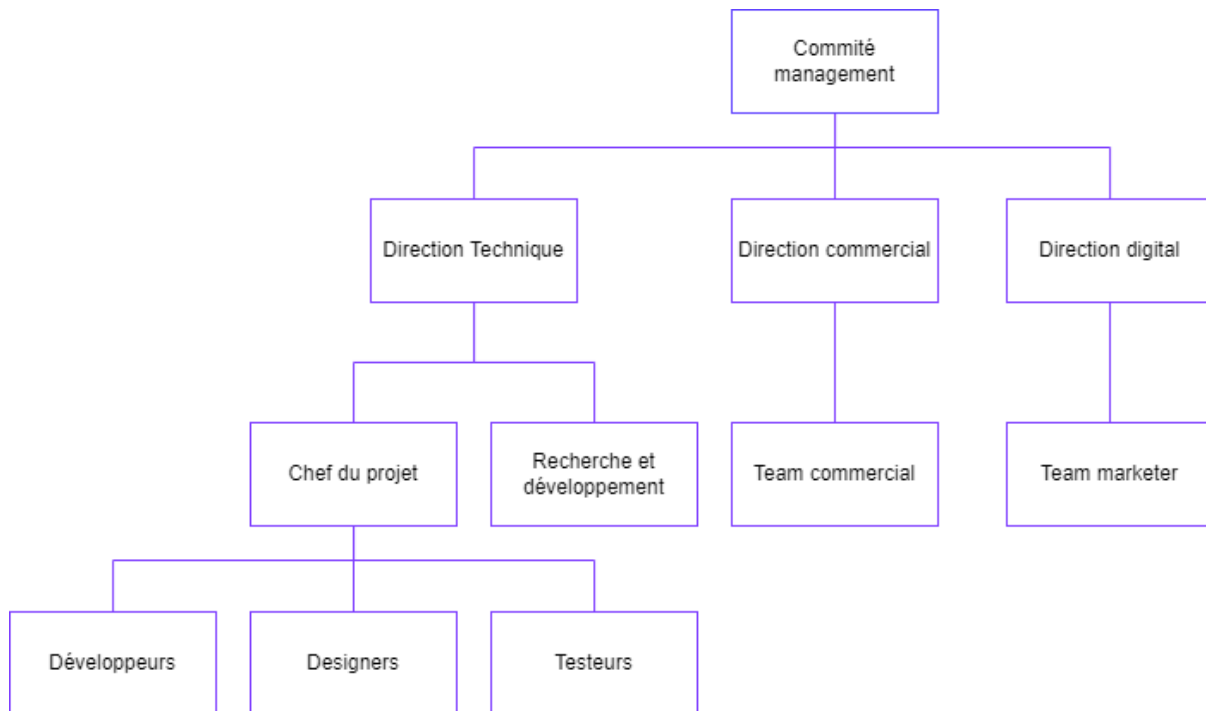 Commité
management
Direction Technique
Direction commercial
Direction digital
Chef du projet
Recherche et
développement
Team commercial
Team marketer
Développeurs
Designers
Testeurs